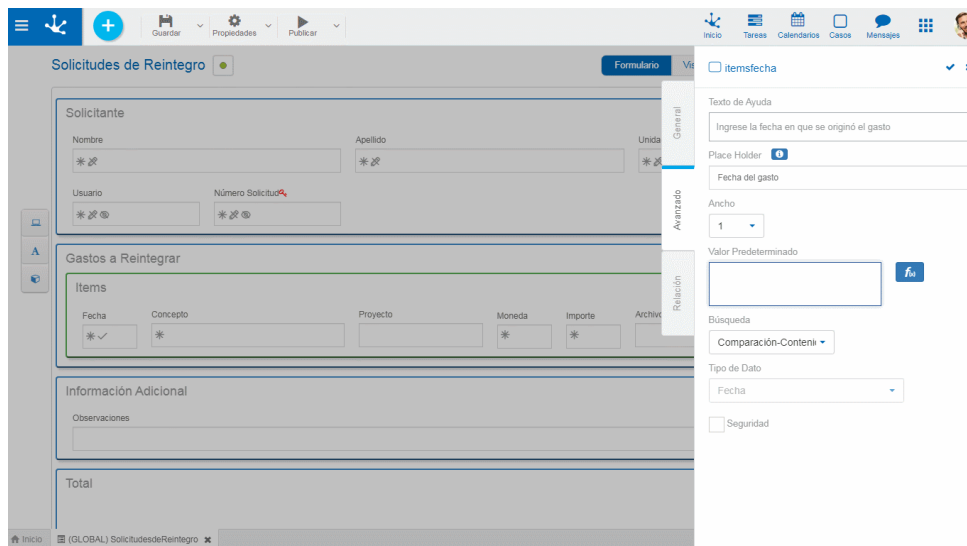 Guardar
Propiedades
Publicar
Inicio
Tareas
Calendarios
Casos
Mensajes
Solicitudes de Reintegro
Formulario
itemsfecha
Solicitante
Nombre
Apellido
Usuario
Número Solicitud
General
Avanzado
Relación
Texto de Ayuda
Ingrese la fecha en que se originó el gasto
Place Holder
Fecha del gasto
Ancho
1
Valor Predeterminado
Búsqueda
Comparación-Conteni
Tipo de Dato
Fecha
Seguridad
Gastos a Reintegrar
Items
Fecha
Concepto
Proyecto
Moneda
Importe
Archivo
Información Adicional
Observaciones
Total
Inicio
(GLOBAL) SolicitudesdeReintegro